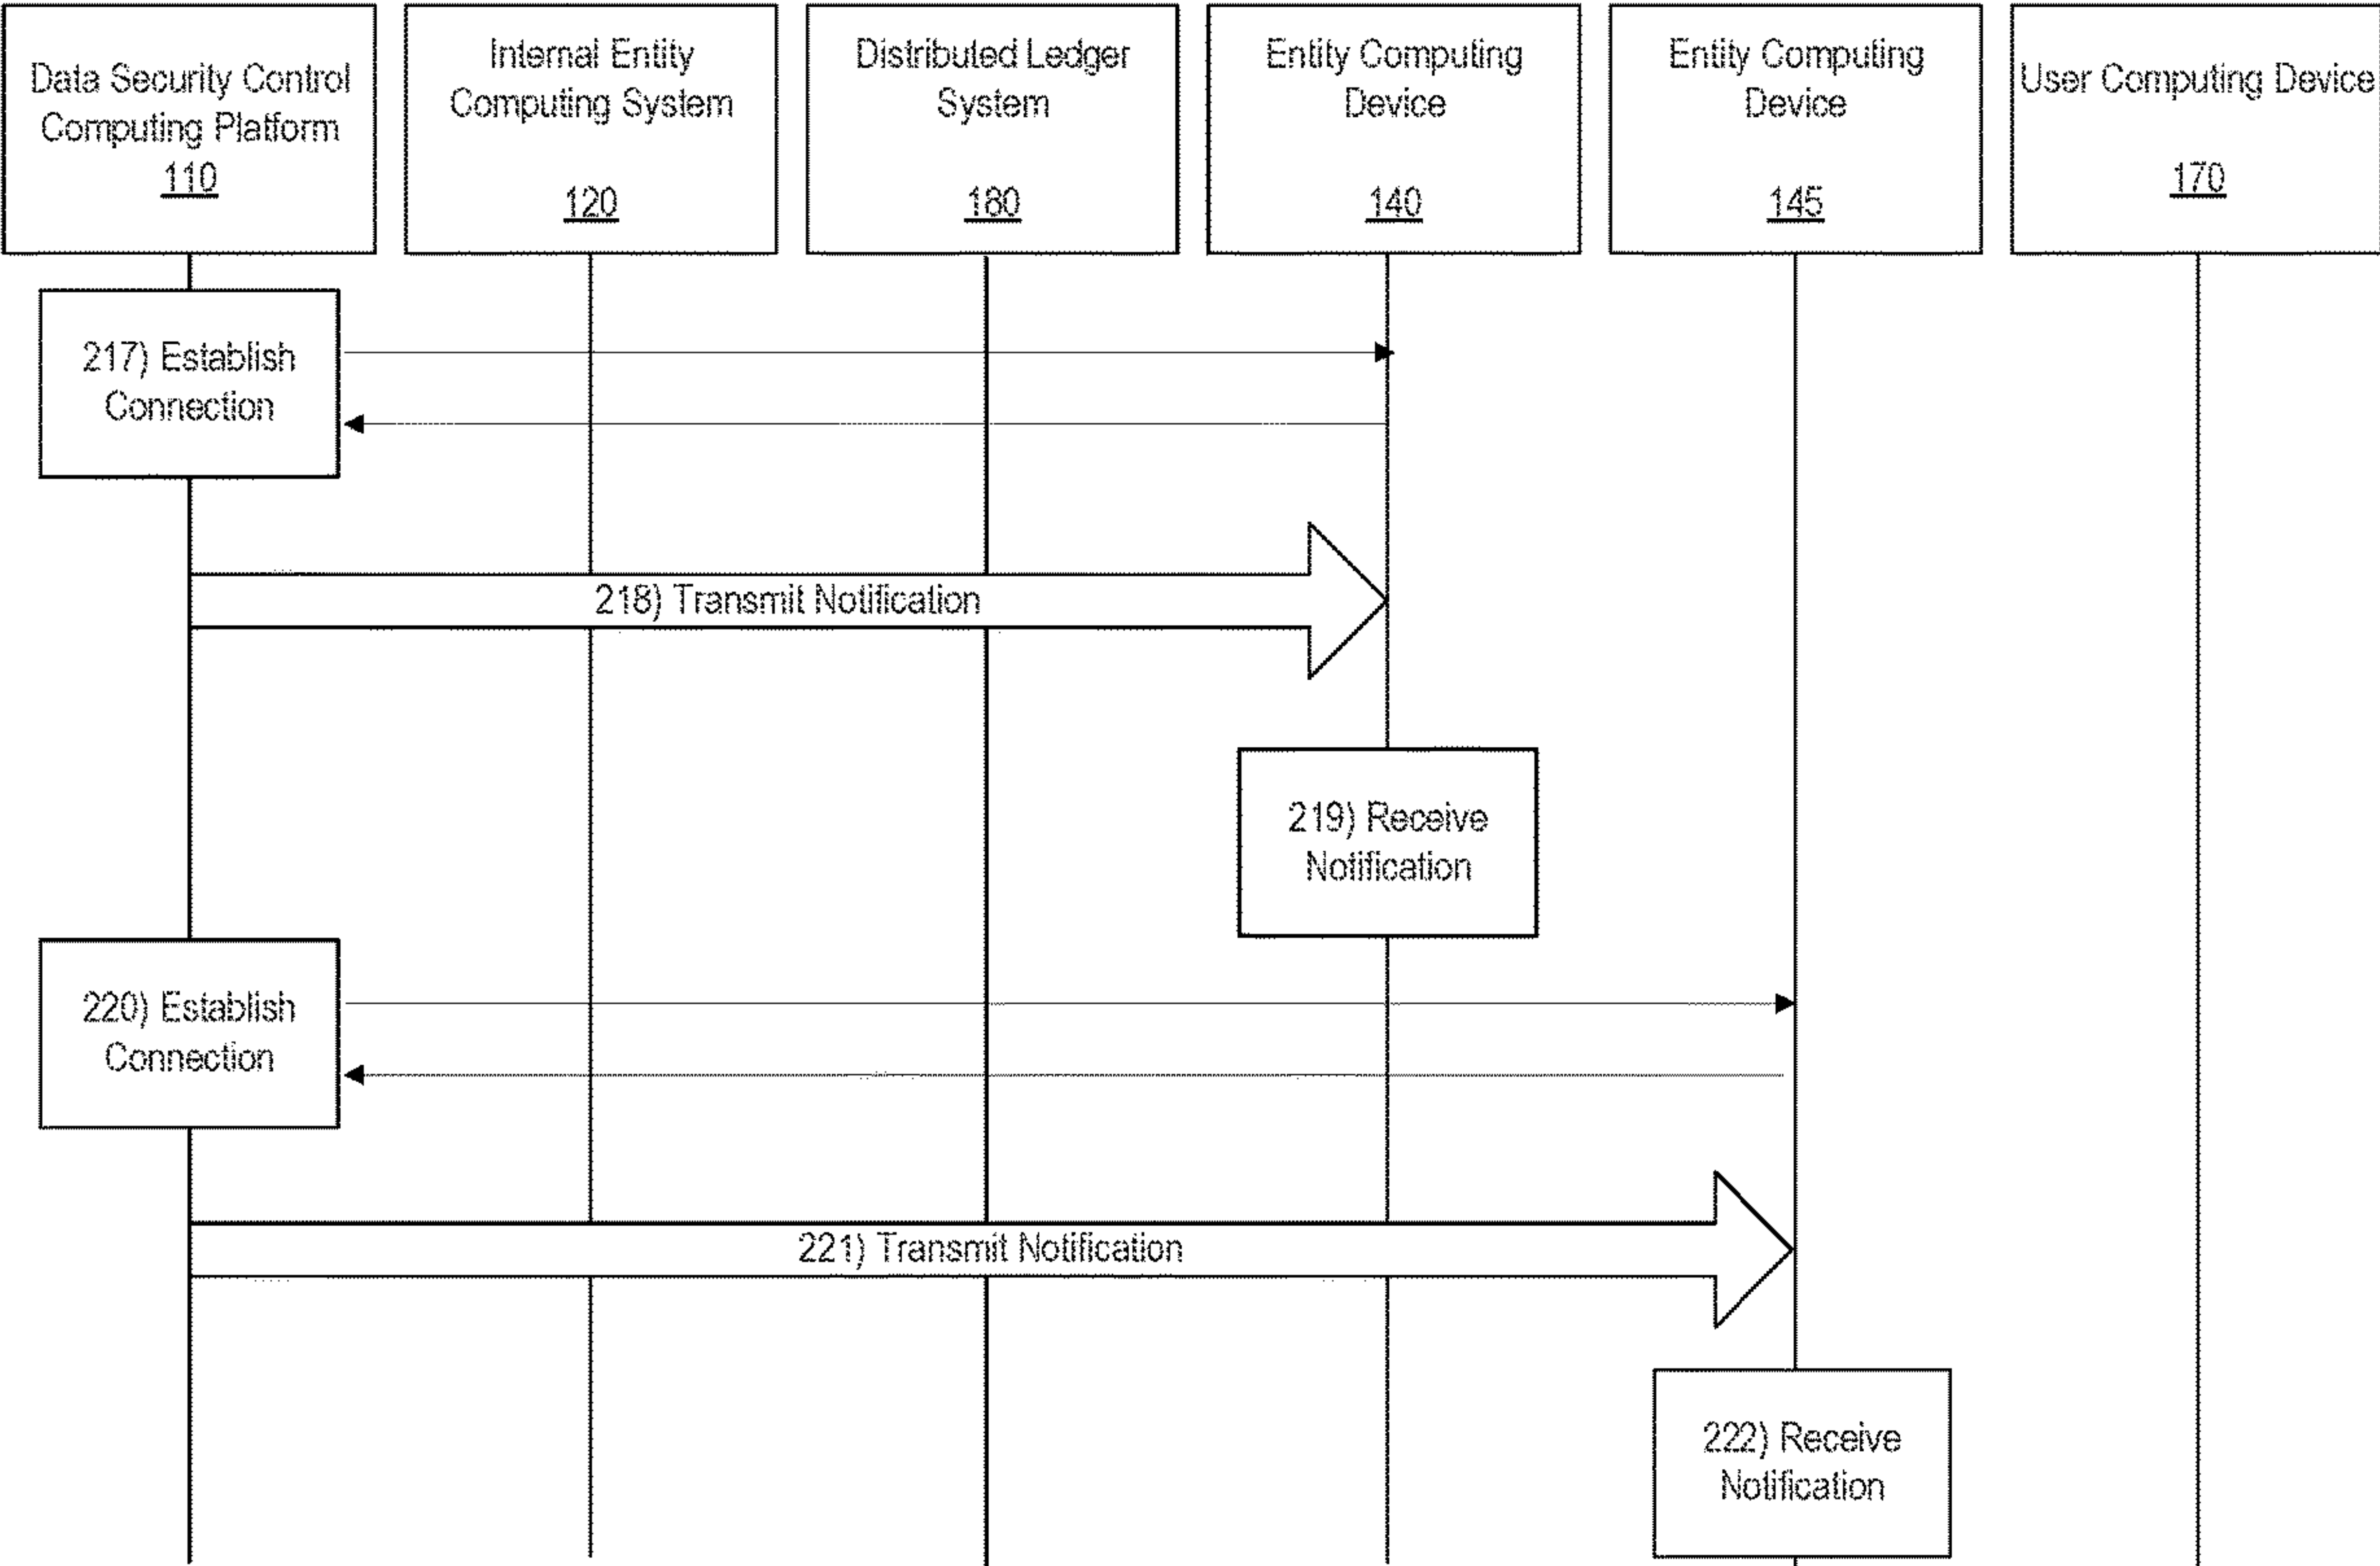 Data Security Control
Computing Platform
110
Internal Entity
Computing System
120
Distributed Ledger
System
180
Entity Computing
Device
140
Entity Computing
Device
145
User Computing Device
170
217) Establish
Connection
218) Transmit Notification
219) Receive
Notification
220) Establish
Connection
221) Transmit Notification
222) Receive
Notification